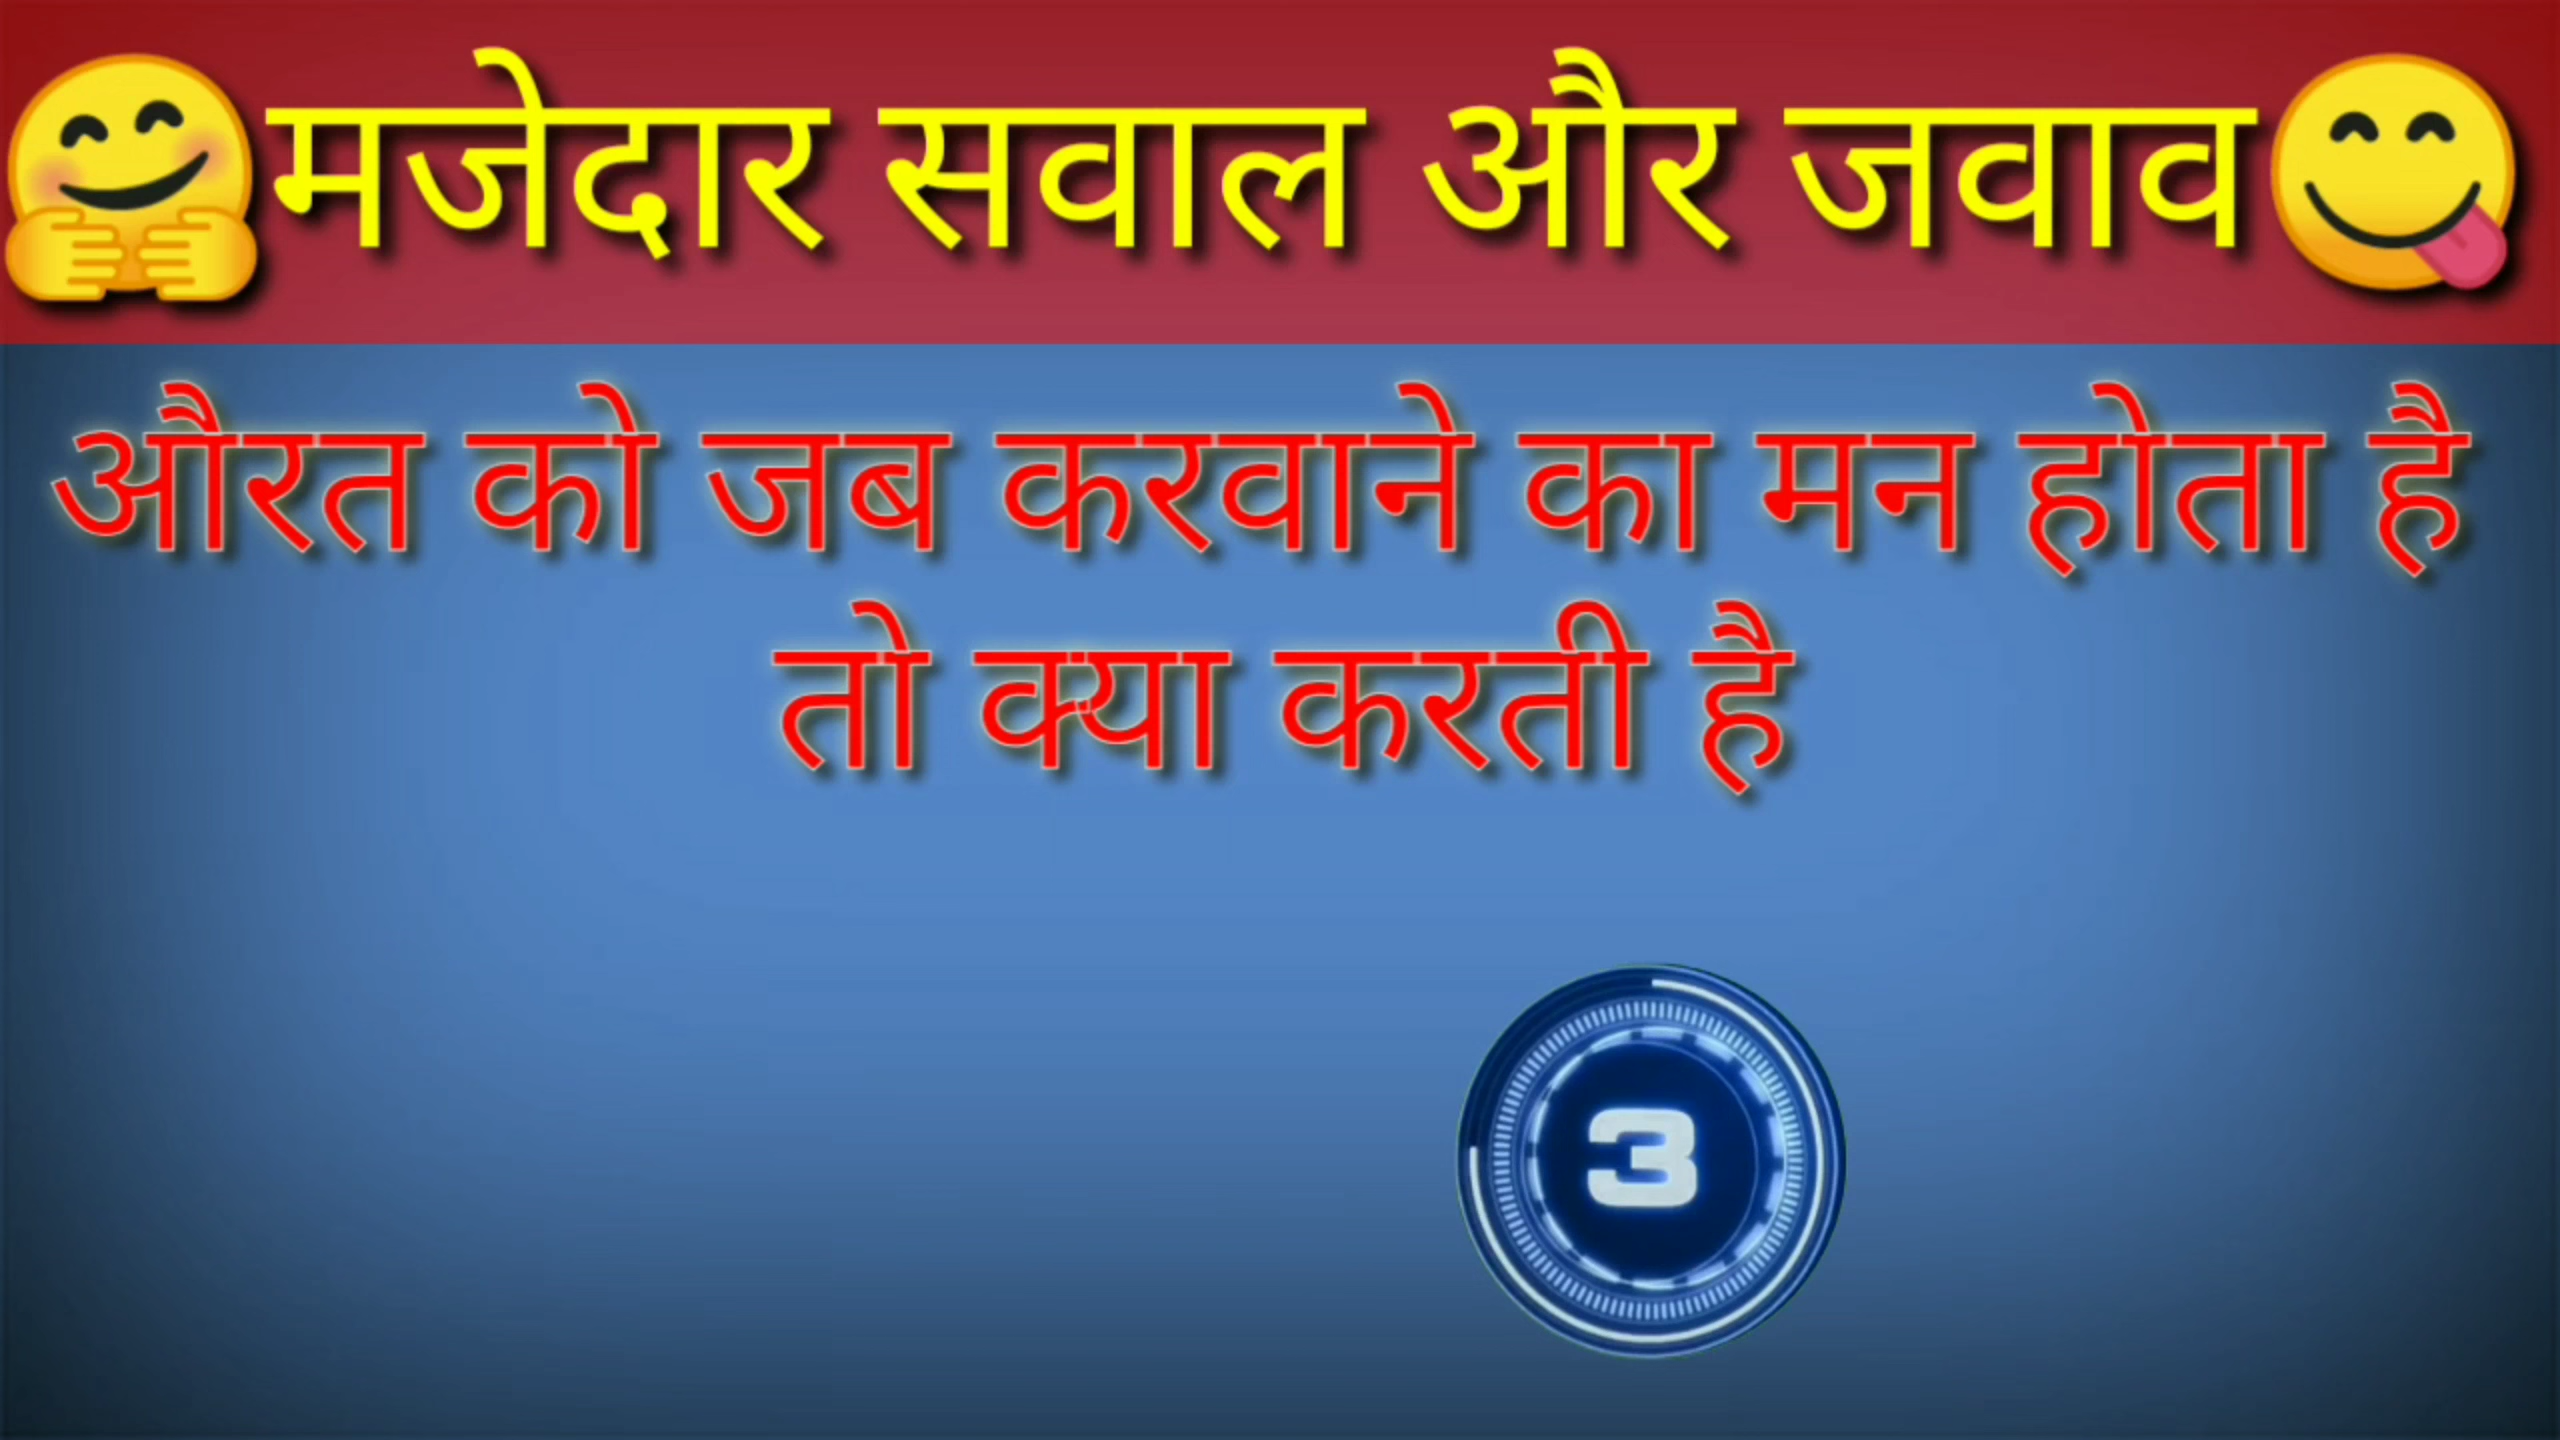 🤗मजेदार सवाल और जवाव😋
औरत को जब करवाने का मन होता है
तो क्या करती है
3